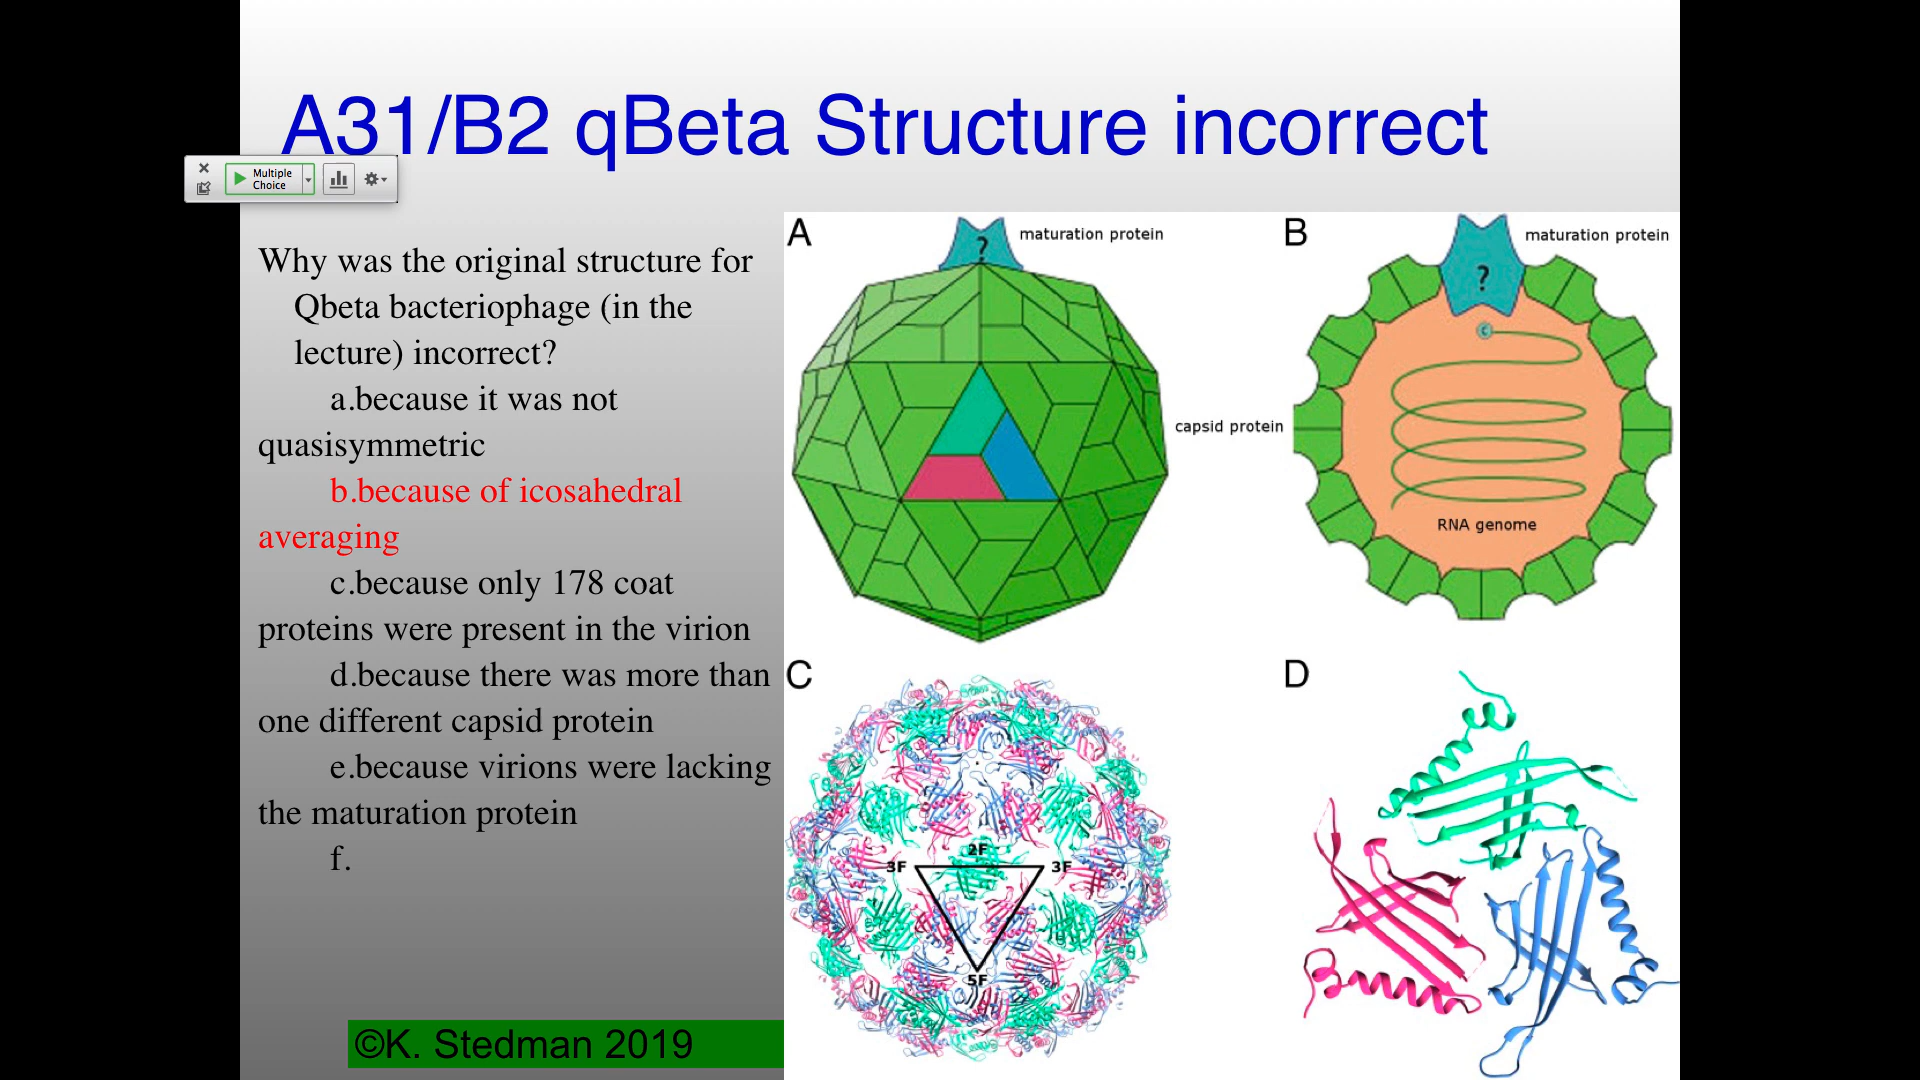 A31/B2 qBeta Structure incorrect
Multiple
Choice
Why was the original structure for
Qbeta bacteriophage (in the
lecture) incorrect?
a.because it was not
quasisymmetric
b.because of icosahedral
averaging
c.because only 178 coat
proteins were present in the virion
d.because there was more than
one different capsid protein
e.because virions were lacking
the maturation protein
f.
©K. Stedman 2019
A
maturation protein
?
capsid protein
B
maturation protein
?
C
RNA genome
C
2F
3F
3F
5F
D